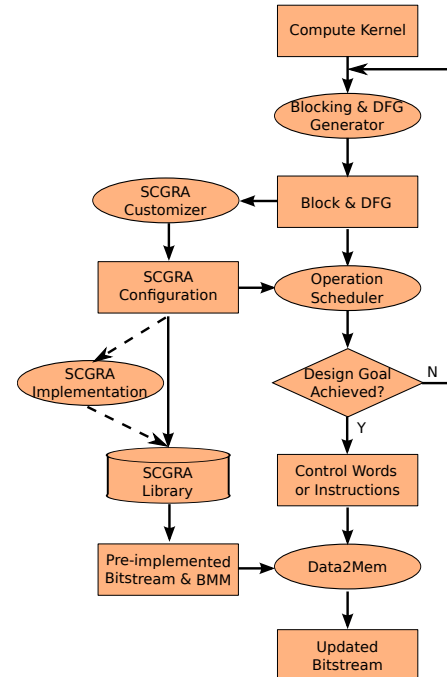 Compute Kernel
Blocking & DFG
Generator
SCGRA
Customizer
Block & DFG
SCGRA
Configuration
Operation
Scheduler
SCGRA
Implementation
Design Goal
Achieved?
N
Y
SCGRA
Library
Control Words
or Instructions
Pre-implemented
Bitstream & BMM
Data2Mem
Updated
Bitstream